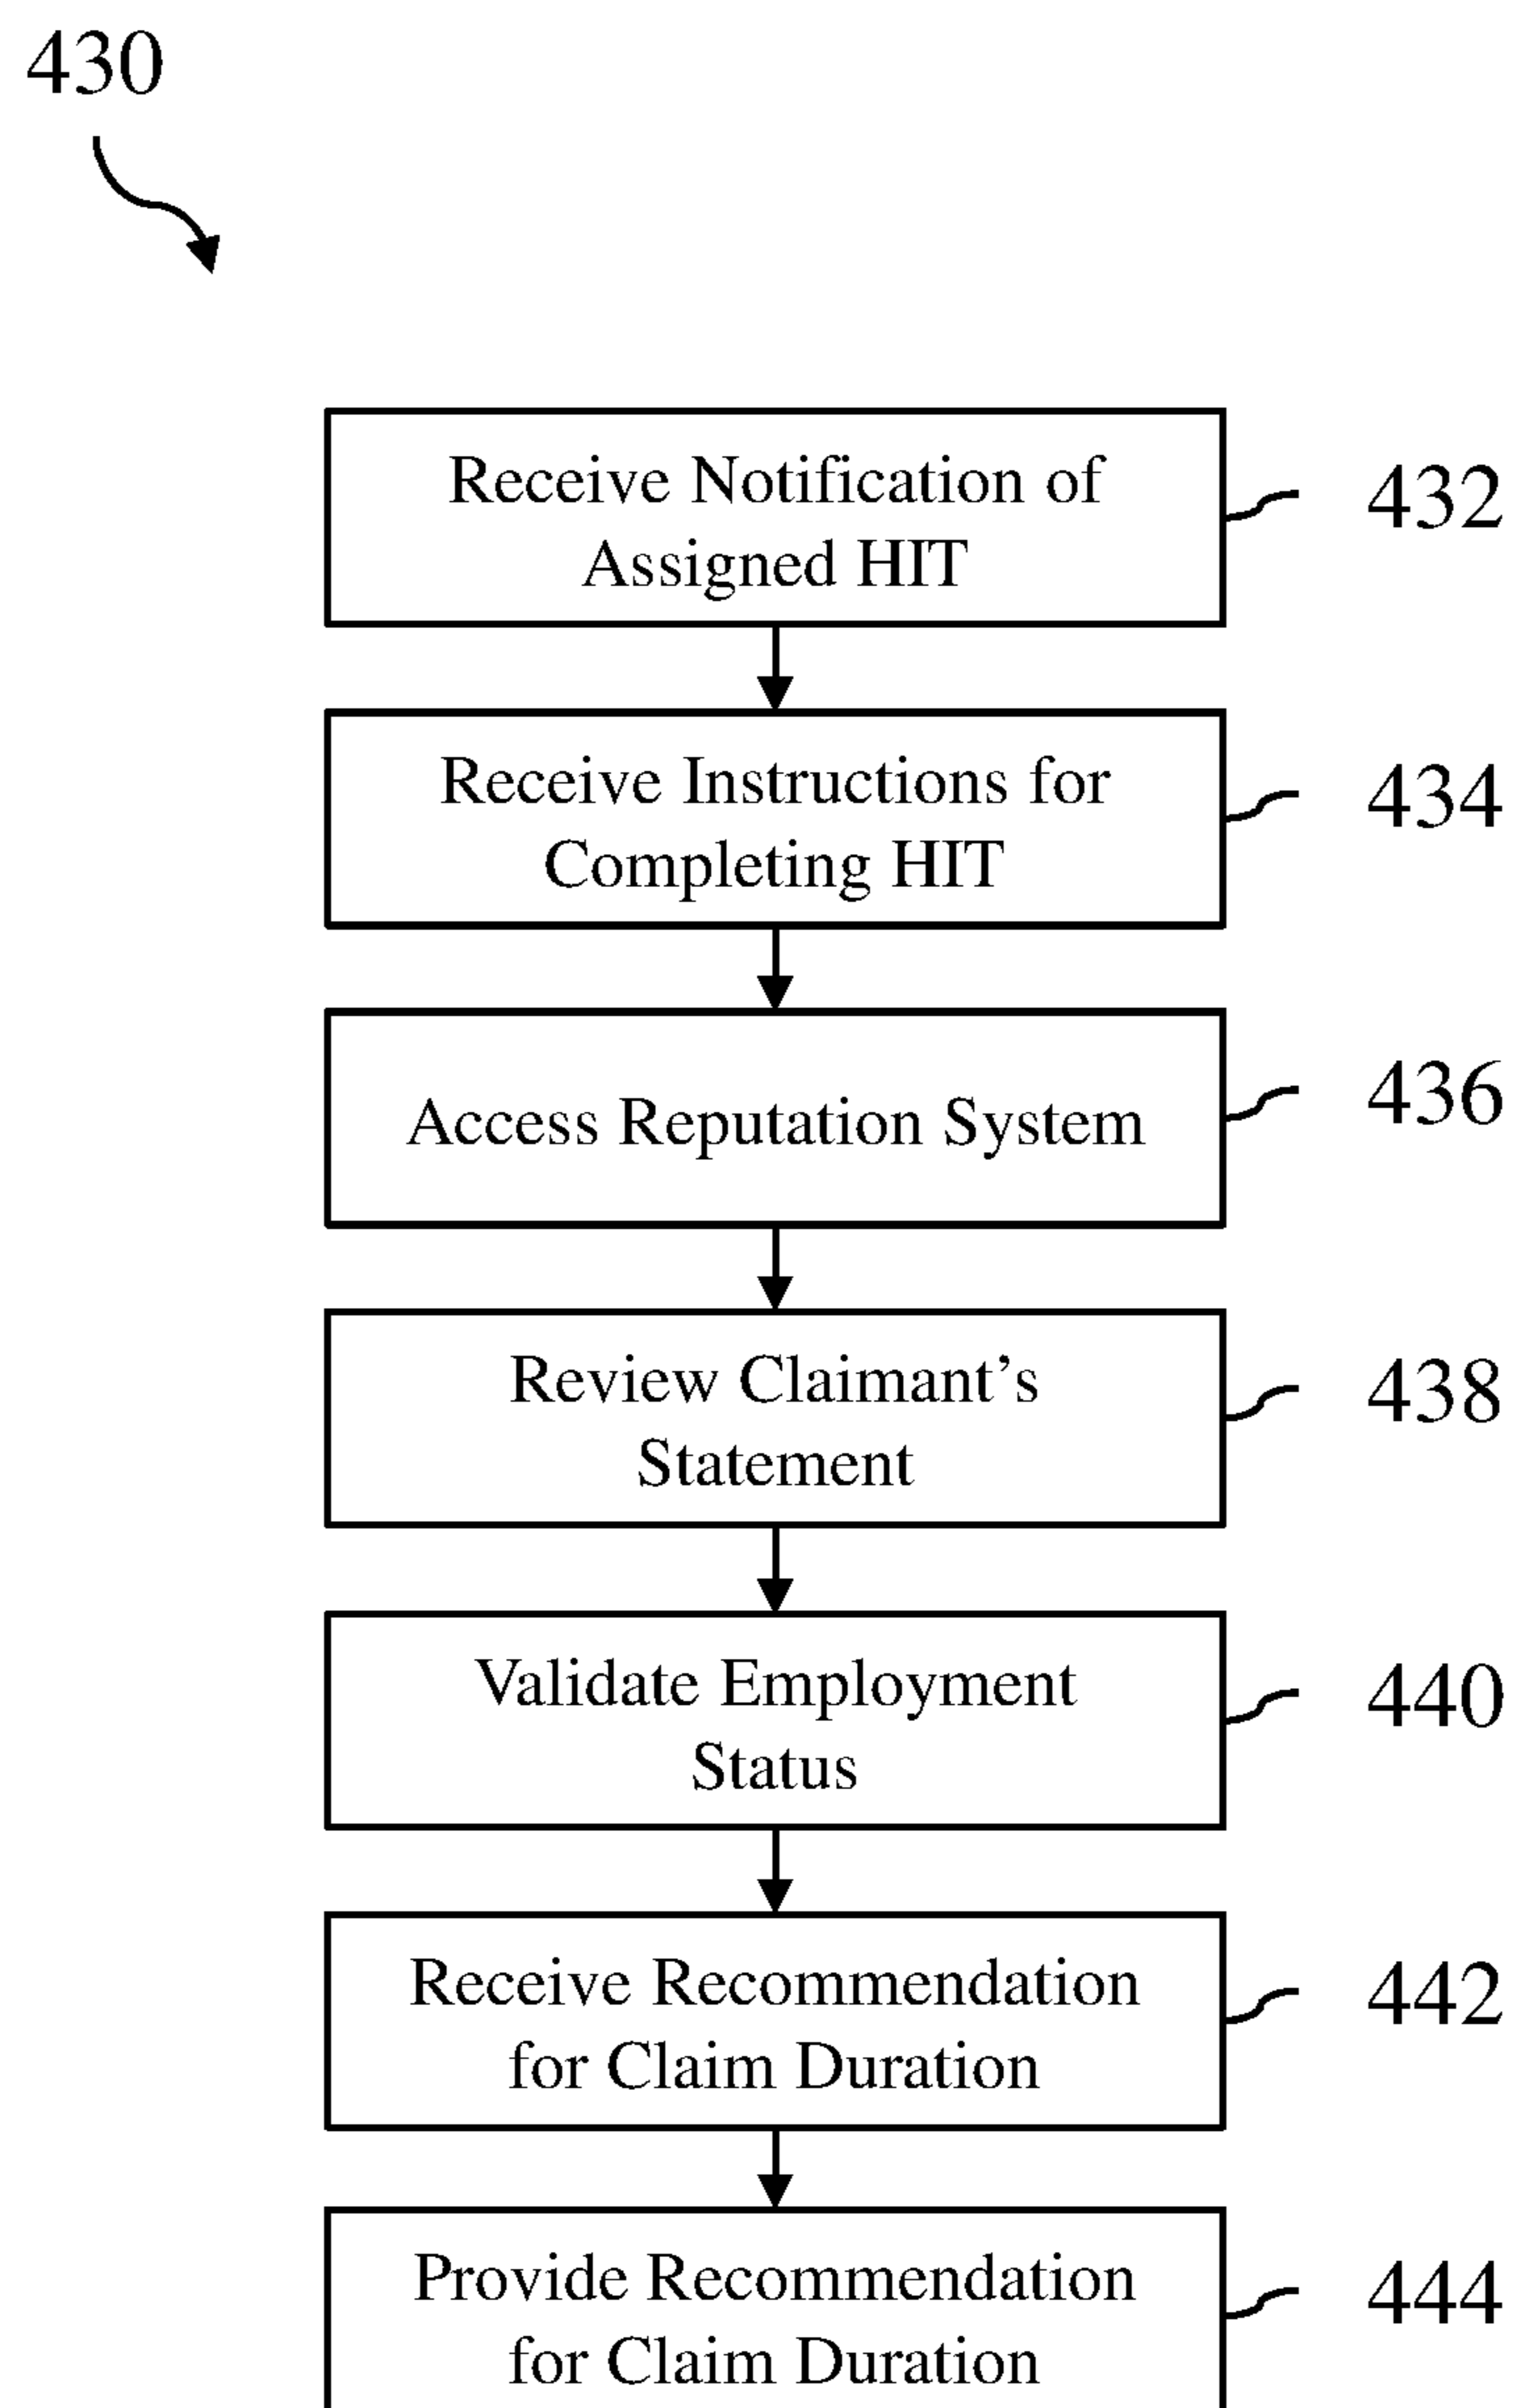 430
Receive Notification of
Assigned HIT
432
Receive Instructions for
Completing HIT
434
Access Reputation System
436
Review Claimant’s
Statement
438
Validate Employment
Status
440
Receive Recommendation
for Claim Duration
442
Provide Recommendation
for Claim Duration
444